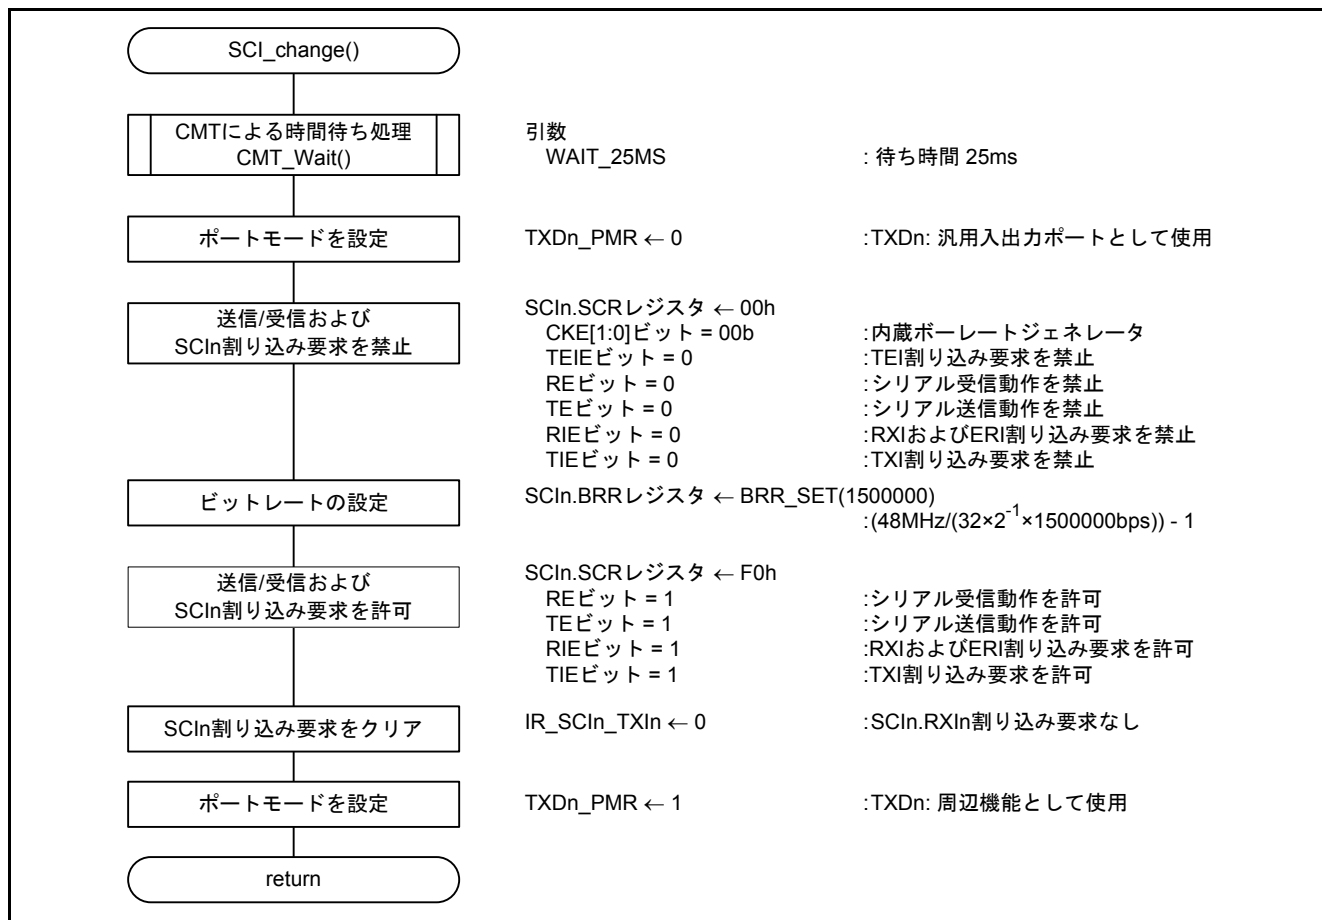 SCI_change()
CMTによる時間待ち処理
CMT_Wait()
引数
WAIT_25MS : 待ち時間 25ms
ポートモードを設定
TXDn_PMR ← 0 :TXDn: 汎用入出力ポートとして使用
送信/受信および
SCIn割り込み要求を禁止
SCIn.SCRレジスタ ← 00h
CKE[1:0]ビット = 00b :内蔵ボーレートジェネレータ
TEIEビット = 0 :TEI割り込み要求を禁止
REビット = 0 :シリアル受信動作を禁止
TEビット = 0 :シリアル送信動作を禁止
RIEビット = 0 :RXIおよびERI割り込み要求を禁止
TIEビット = 0 :TXI割り込み要求を禁止
ビットレートの設定
SCIn.BRRレジスタ ← BRR_SET(1500000)
:(48MHz/(32×2^-1×1500000bps)) - 1
送信/受信および
SCIn割り込み要求を許可
SCIn.SCRレジスタ ← F0h
REビット = 1 :シリアル受信動作を許可
TEビット = 1 :シリアル送信動作を許可
RIEビット = 1 :RXIおよびERI割り込み要求を許可
TIEビット = 1 :TXI割り込み要求を許可
SCIn割り込み要求をクリア
IR_SCIn_TXIn ← 0 :SCIn.RXIn割り込み要求なし
ポートモードを設定
TXDn_PMR ← 1 :TXDn: 周辺機能として使用
return